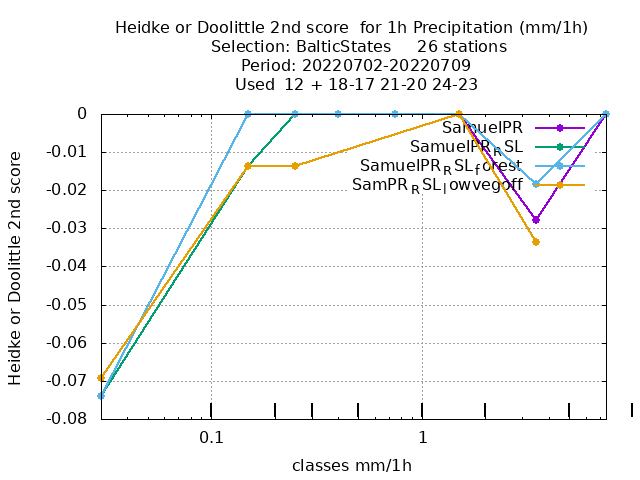 Heidke or Doolittle 2nd score  for 1h Precipitation (mm/1h)
Selection: BalticStates     26 stations
Period: 20220702-20220709
Used  12 + 18-17 21-20 24-23
Heidke or Doolittle 2nd score
0
-0.01
-0.02
-0.03
-0.04
-0.05
-0.06
-0.07
-0.08
SamuelPR
SamuelPR_RSL
SamuelPR_RSL_forest
SamPR_RSL_lowvegoff
0.1
1
classes mm/1h